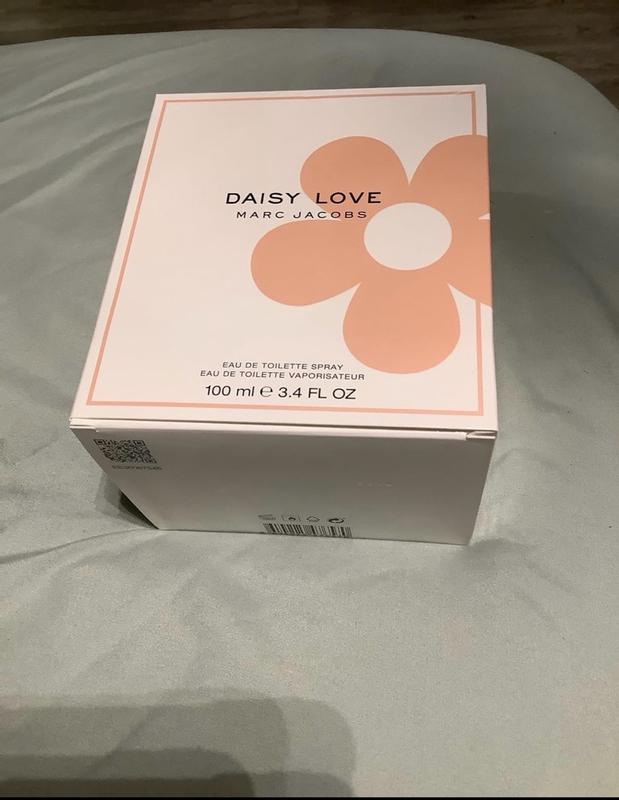 DAISY LOVE
MARC JACOBS
EAU DE TOILETTE SPRAY
EAU DE TOILETTE VAPORISATEUR
100 ml ℮ 3.4 FL OZ